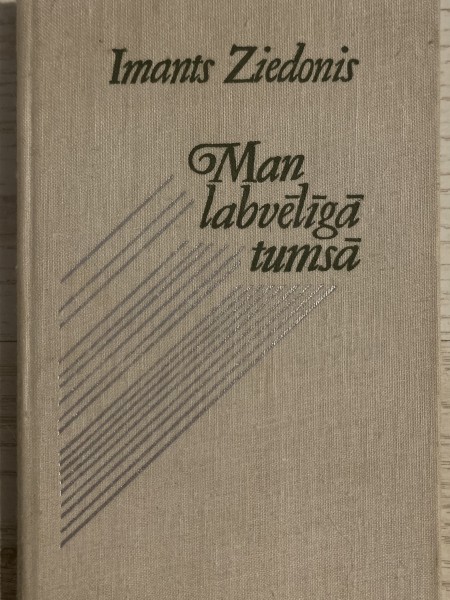 Imants Ziedonis
Man
labvēlīgā
tumsā